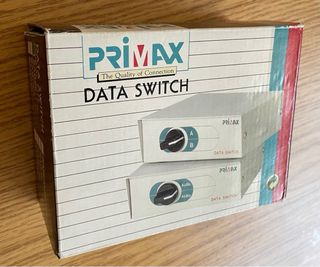 PRiMAX
The Quality of Connection
DATA SWITCH
PRiMAX
A
B
DATA SWITCH
PRiMAX
DATA SWITCH